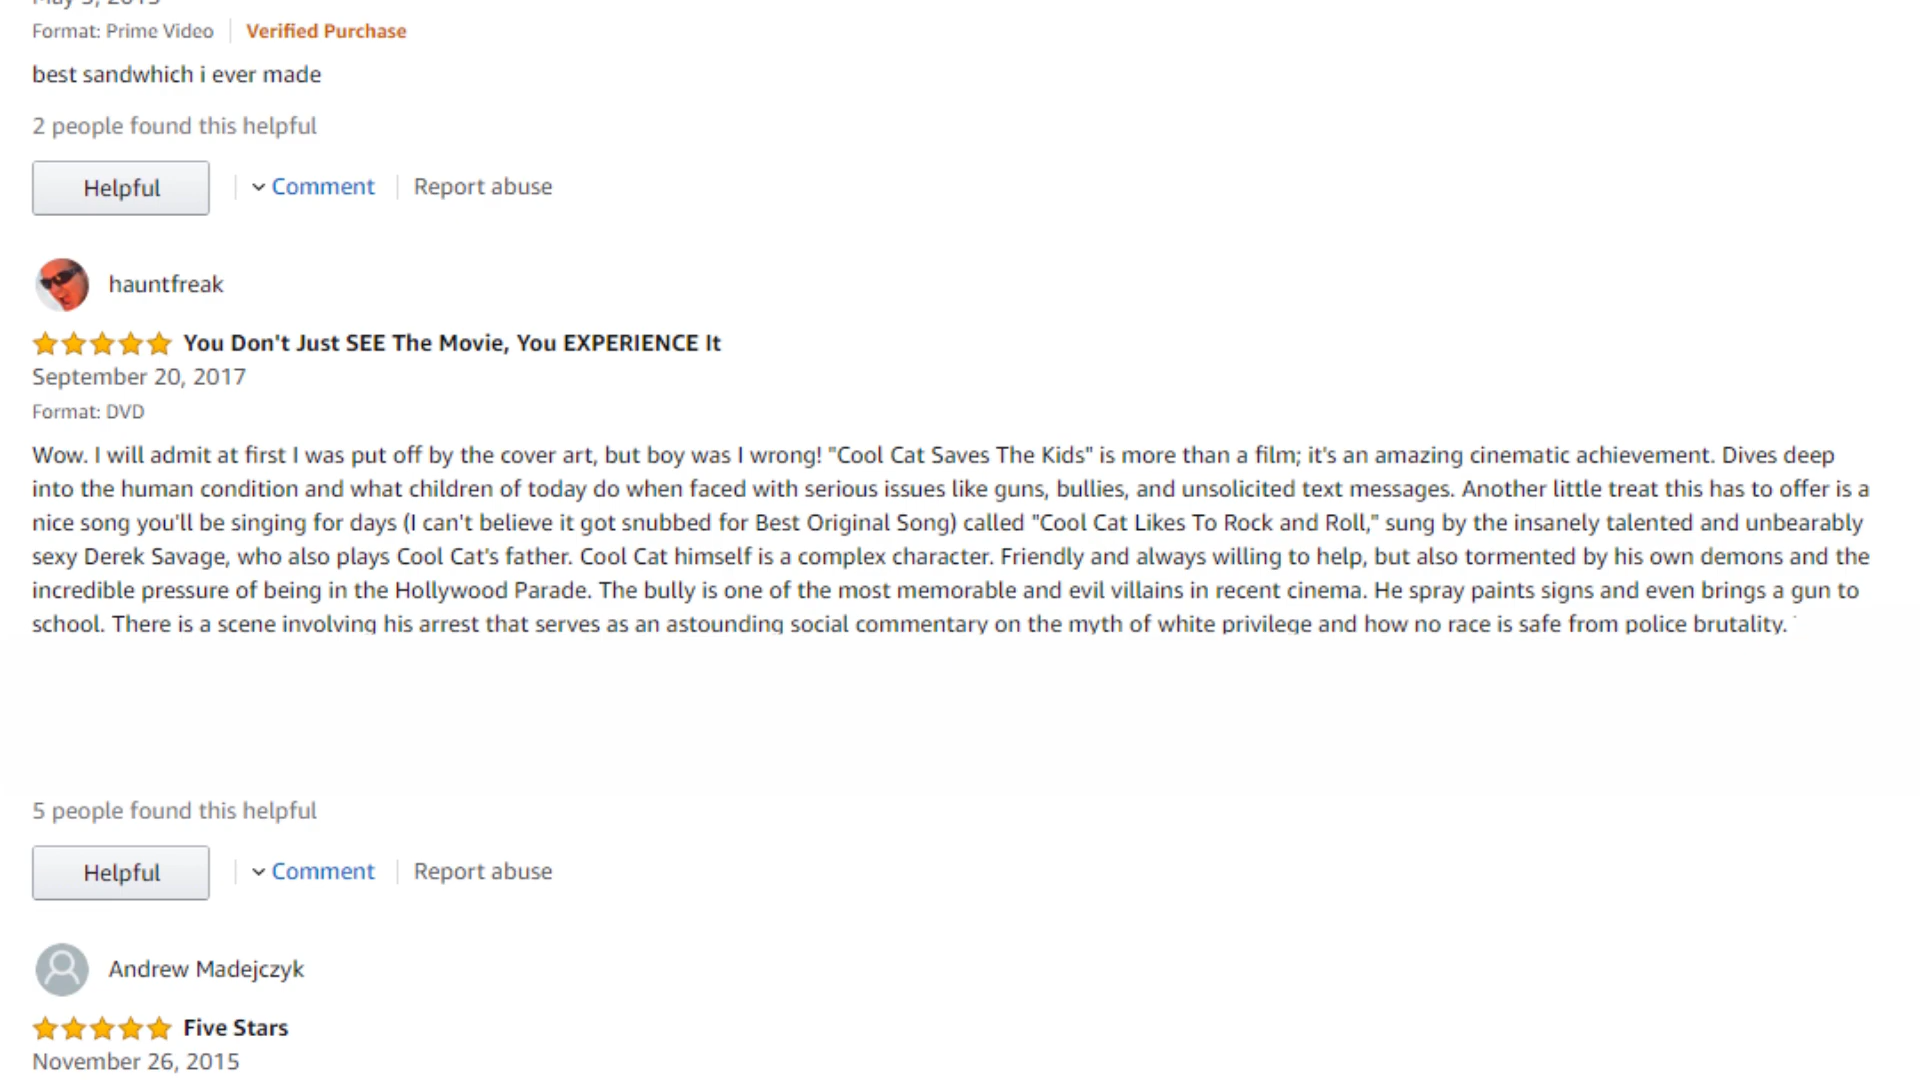 May 5, 2015
Format: Prime Video Verified Purchase
best sandwhich i ever made
2 people found this helpful
Helpful Comment Report abuse
hauntfreak
You Don't Just SEE The Movie, You EXPERIENCE It
September 20, 2017
Format: DVD
Wow. I will admit at first I was put off by the cover art, but boy was I wrong! "Cool Cat Saves The Kids" is more than a film; it's an amazing cinematic achievement. Dives deep
into the human condition and what children of today do when faced with serious issues like guns, bullies, and unsolicited text messages. Another little treat this has to offer is a
nice song you'll be singing for days (I can't believe it got snubbed for Best Original Song) called "Cool Cat Likes To Rock and Roll," sung by the insanely talented and unbearably
sexy Derek Savage, who also plays Cool Cat's father. Cool Cat himself is a complex character. Friendly and always willing to help, but also tormented by his own demons and the
incredible pressure of being in the Hollywood Parade. The bully is one of the most memorable and evil villains in recent cinema. He spray paints signs and even brings a gun to
school. There is a scene involving his arrest that serves as an astounding social commentary on the myth of white privilege and how no race is safe from police brutality.
5 people found this helpful
Helpful Comment Report abuse
Andrew Madejczyk
Five Stars
November 26, 2015